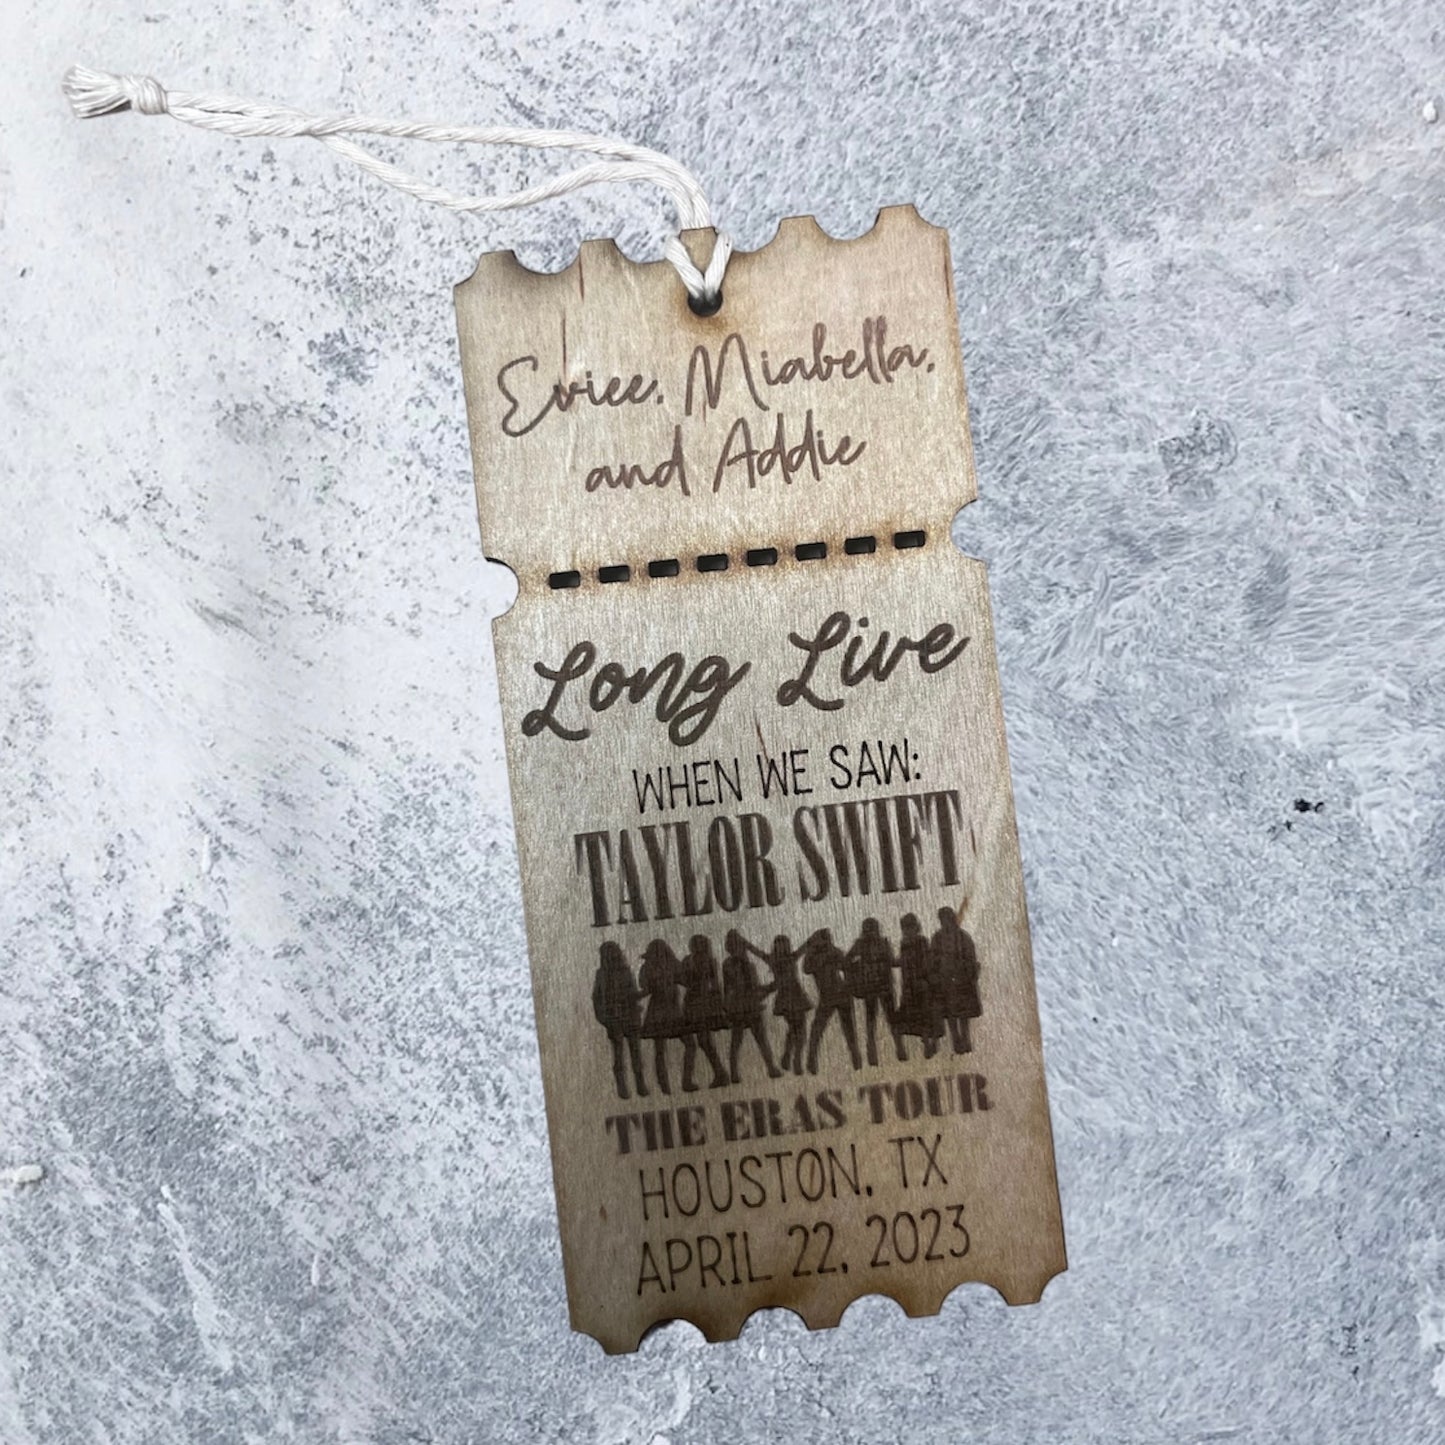 Eviee, Miabella,
and Addie
Long Live
WHEN WE SAW:
TAYLOR SWIFT
THE ERAS TOUR
HOUSTON, TX
APRIL 22, 2023